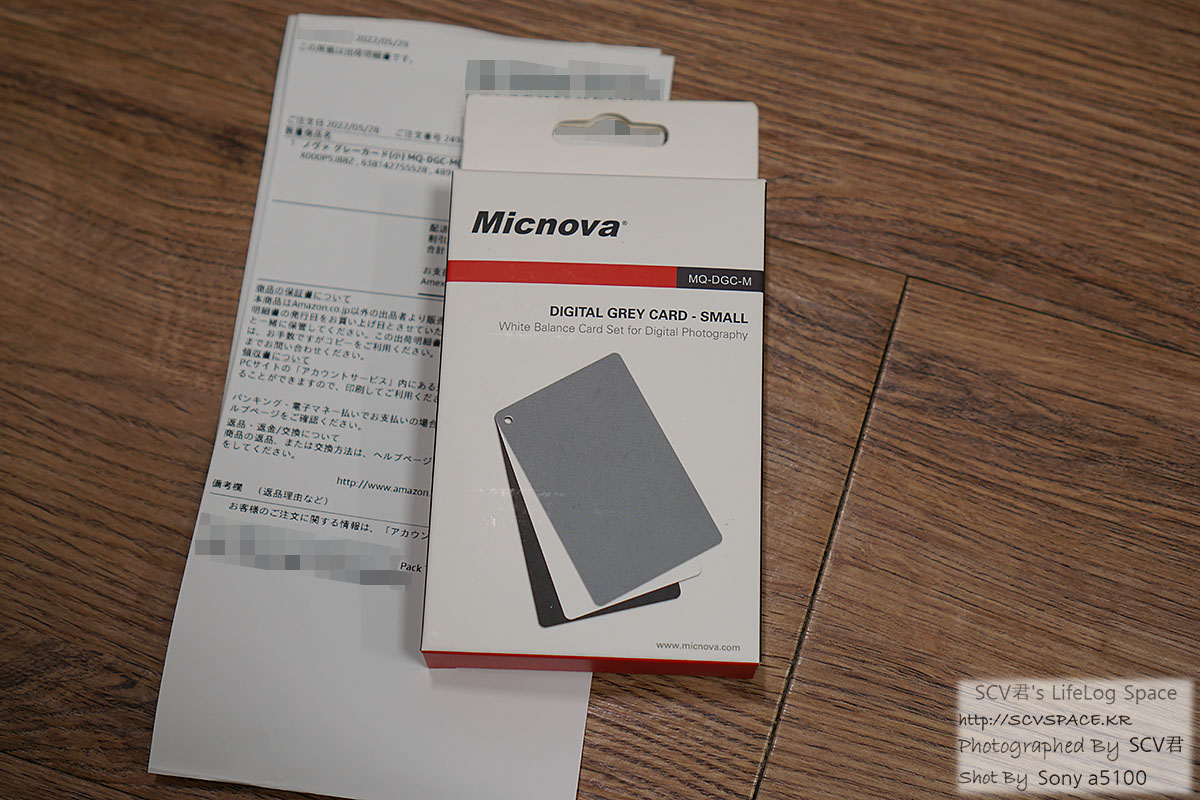 2022/05/29
この用紙は出荷明細書です。
ご注文日 2022/05/28 ご注文番号 249
数量 商品名
1 ノヴァ グレーカード(小) MQ-DGC-M
X000P5J88Z , 638142755528 , 489
配送
割引
合計
お支払
Amex
商品の保証書について
本商品はAmazon.co.jp以外の出品者より販売
明細書の発行日をお買い上げ日とさせていた
と一緒に保管してください。この出荷明細書
は、お手数ですがコピーをご利用ください。
までお問い合わせください。
領収書について
PCサイトの「アカウントサービス」内にある
ることができますので、印刷してご利用くだ
バンキング・電子マネー払いでお支払いの場合
ルプページをご確認ください。
返品・返金/交換について
商品の返品、または交換方法は、ヘルプページ
をしてください。
http://www.amazon.
備考欄 (返品理由など)
お客様のご注文に関する情報は、「アカウン
Pack
Micnova®
MQ-DGC-M
DIGITAL GREY CARD - SMALL
White Balance Card Set for Digital Photography
www.micnova.com
SCV君's LifeLog Space
http://SCVSPACE.KR
Photographed By SCV君
Shot By Sony a5100